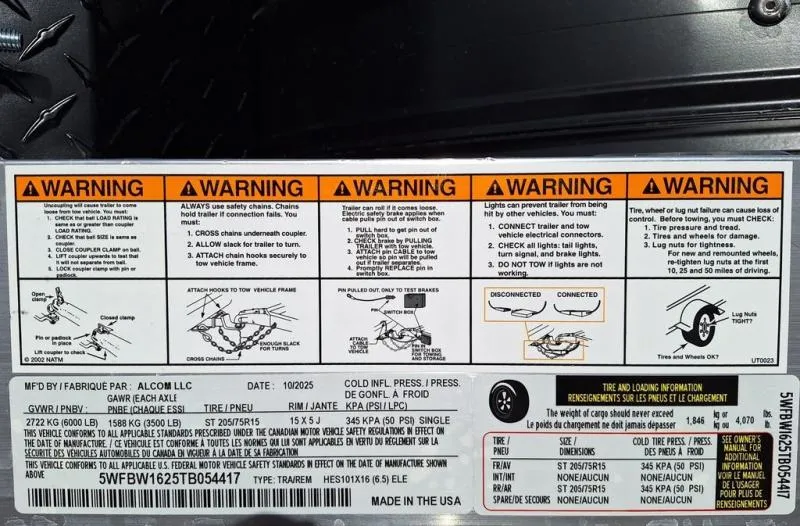 WARNING
Uncoupling will cause trailer to come
loose from tow vehicle. You must:
1. CHECK that ball LOAD RATING is
same as or greater than coupler
LOAD RATING.
2. CHECK that ball SIZE is same as
coupler.
3. CLOSE COUPLER CLAMP on ball.
4. LIFT coupler upwards to test that
it will not separate from ball.
5. LOCK coupler clamp with pin or
padlock.
Open
clamp
Closed
clamp
Pin or padlock
in place
Lift coupler to check
© 2002 NATM
WARNING
ALWAYS use safety chains. Chains
hold trailer if connection fails. You
must:
1. CROSS chains underneath coupler.
2. ALLOW slack for trailer to turn.
3. ATTACH chain hooks securely to
tow vehicle frame.
ATTACH HOOKS TO TOW VEHICLE FRAME
ENOUGH SLACK
FOR TURNS
CROSS CHAINS
WARNING
Trailer can roll if it comes loose.
Electric safety brake applies when
cable pulls pin out of switch box.
1. PULL hard to get pin out of
switch box.
2. CHECK brake by PULLING
TRAILER with tow vehicle.
3. ATTACH pin CABLE to tow
vehicle so pin will be pulled
out if trailer separates.
4. Promptly REPLACE pin in
switch box.
PIN PULLED OUT, ONLY TO TEST BRAKES
PIN
SWITCH BOX
ATTACH
CABLE
TO TOW
VEHICLE
PIN IN
SWITCH BOX
FOR TOWING
AND STORAGE
WARNING
Lights can prevent trailer from being
hit by other vehicles. You must:
1. CONNECT trailer and tow
vehicle electrical connectors.
2. CHECK all lights: tail lights,
turn signal, and brake lights.
3. DO NOT TOW if lights are not
working.
DISCONNECTED
CONNECTED
WARNING
Tire, wheel or lug nut failure can cause loss of
control. Before towing, you must CHECK:
1. Tire pressure and tread.
2. Tires and wheels for damage.
3. Lug nuts for tightness.
For new and remounted wheels,
re-tighten lug nuts at the first
10, 25 and 50 miles of driving.
Lug Nuts
TIGHT?
Tires and Wheels OK?
UT0023
MF'D BY / FABRIQUÉ PAR : ALCOM LLC
DATE : 10/2025
COLD INFL. PRESS. / PRESS.
DE GONFL. À FROID
GAWR (EACH AXLE
GVWR / PNBV :
PNBE (CHAQUE ESSI
TIRE / PNEU
RIM / JANTE
KPA (PSI / LPC)
2722 KG (6000 LB)
1588 KG (3500 LB)
ST 205/75R15
15 X 5 J
345 KPA (50 PSI) SINGLE
THIS VEHICLE CONFORMS TO ALL APPLICABLE STANDARDS PRESCRIBED UNDER THE CANADIAN MOTOR VEHICLE SAFETY REGULATIONS IN EFFECT ON
THE DATE OF MANUFACTURE. / CE VEHICULE EST CONFORME A TOUTES LES NORMES QUI LUI SONT APPLICABLES EN VERTU DU RÈGLEMENT SUR LA
SÉCURITÉ DES VÉHICULES AUTOMOBILES DU CANADA EN VIGUEUR À LA DATE DE SA FABRICATION
THIS VEHICLE CONFORMS TO ALL APPLICABLE U.S. FEDERAL MOTOR VEHICLE SAFETY STANDARDS IN EFFECT ON THE DATE OF MANUFACTURE SHOWN
ABOVE
5WFBW1625TB054417
TYPE: TRA/REM
HES101X16 (6.5) ELE
MADE IN THE USA
TIRE AND LOADING INFORMATION
RENSEIGNEMENTS SUR LES PNEUS ET LE CHARGEMENT
The weight of cargo should never exceed
Le poids du chargement ne doit jamais dépasser
1,846
kg or
kg ou
4,070
lbs.
lb.
TIRE /
PNEU
SIZE /
DIMENSIONS
COLD TIRE PRESS. /
PRES DES PNEUS À FROID
FR/AV
ST 205/75R15
345 KPA (50 PSI)
INT/INT
NONE/AUCUN
NONE/AUCUN
RR/AR
ST 205/75R15
345 KPA (50 PSI)
SPARE/DE SECOURS
NONE/AUCUN
NONE/AUCUN
SEE OWNER'S
MANUAL FOR
ADDITIONAL
INFORMATION
VOIR LE MANUEL
DE L'USAGER
POUR PLUS DE
RENSEIGNEMENTS
5WFBW1625TB054417